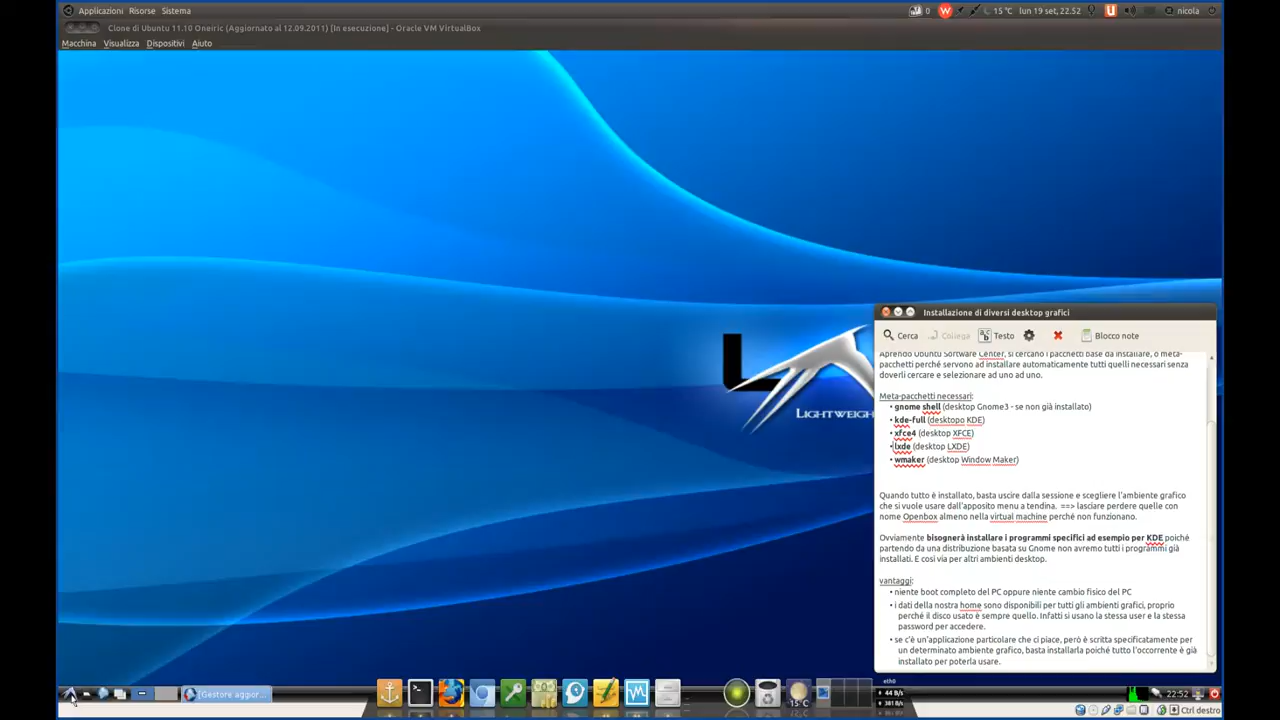 Applicazioni Risorse Sistema
0
W
15 °C
lun 19 set, 22.52
U
nicola
Clone di Ubuntu 11.10 Oneiric (Aggiornato al 12.09.2011) [In esecuzione] - Oracle VM VirtualBox
Macchina Visualizza Dispositivi Aiuto
L
LIGHTWEIGH
Installazione di diversi desktop grafici
Cerca Collega Testo Blocco note
Aprendo Ubuntu Software Center, si cercano i pacchetti base da installare, o meta-
pacchetti perché servono ad installare automaticamente tutti quelli necessari senza
doverli cercare e selezionare ad uno ad uno.
Meta-pacchetti necessari:
• gnome shell (desktop Gnome3 - se non già installato)
• kde-full (desktopo KDE)
• xfce4 (desktop XFCE)
• lxde (desktop LXDE)
• wmaker (desktop Window Maker)
Quando tutto è installato, basta uscire dalla sessione e scegliere l'ambiente grafico
che si vuole usare dall'apposito menu a tendina. ==> lasciare perdere quelle con
nome Openbox almeno nella virtual machine perché non funzionano.
Ovviamente bisognerà installare i programmi specifici ad esempio per KDE poiché
partendo da una distribuzione basata su Gnome non avremo tutti i programmi già
installati. E cosi via per altri ambienti desktop.
vantaggi:
• niente boot completo del PC oppure niente cambio fisico del PC
• i dati della nostra home sono disponibili per tutti gli ambienti grafici, proprio
perché il disco usato è sempre quello. Infatti si usano la stessa user e la stessa
password per accedere.
• se c'è un'applicazione particolare che ci piace, però è scritta specificatamente per
un determinato ambiente grafico, basta installarla poiché tutto l'occorrente è già
installato per poterla usare.
[Gestore aggior...
15°C
eth0
44 B/s
381 B/s
22:52
Ctrl destro